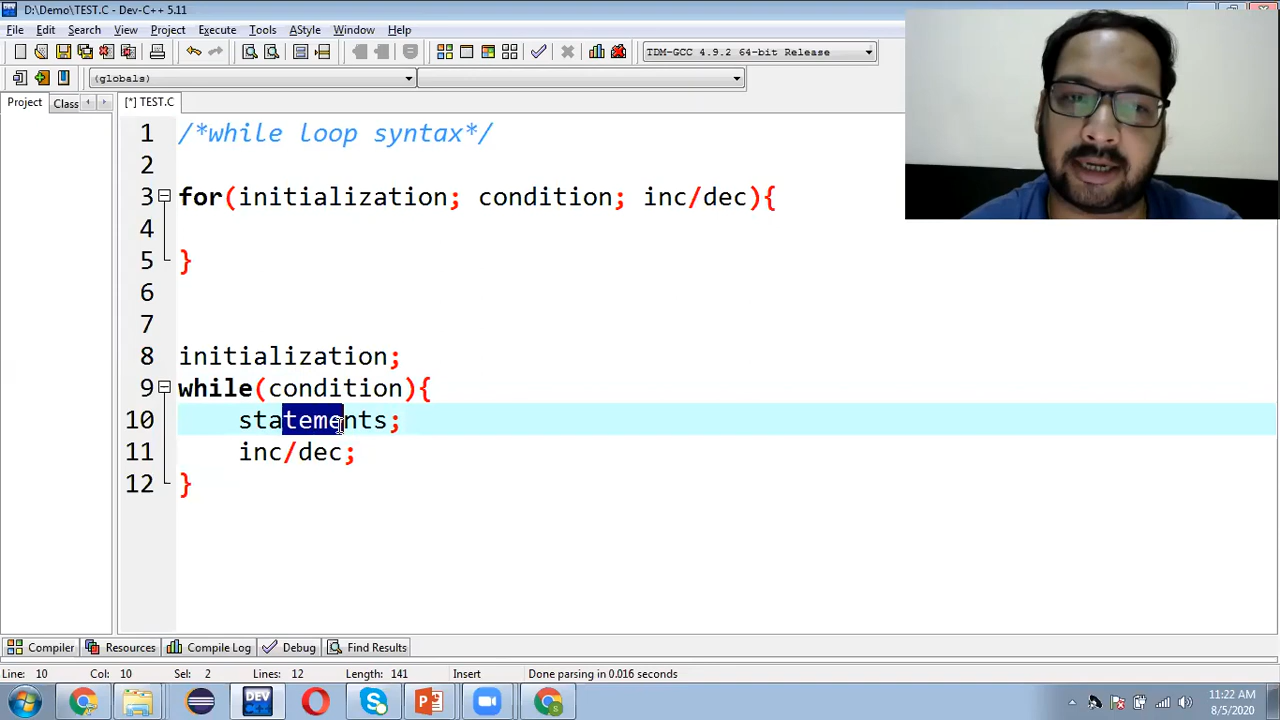 D:\Demo\TEST.C - Dev-C++ 5.11
File Edit Search View Project Execute Tools AStyle Window Help
TDM-GCC 4.9.2 64-bit Release
(globals)
Project Class [*] TEST.C
1 /*while loop syntax*/
2
3 for(initialization; condition; inc/dec){
4
5 }
6
7
8 initialization;
9 while(condition){
10 statements;
11 inc/dec;
12 }
Compiler Resources Compile Log Debug Find Results
Line: 10 Col: 10 Sel: 2 Lines: 12 Length: 141 Insert Done parsing in 0.016 seconds
DEV
11:22 AM
8/5/2020